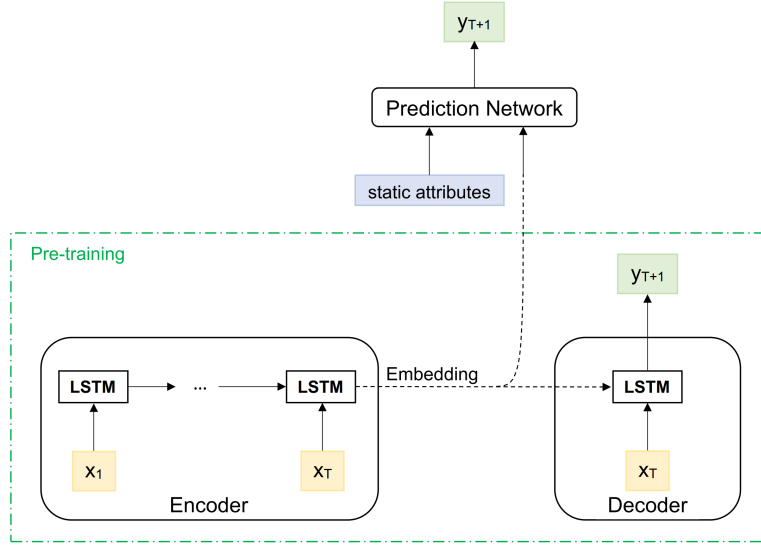 yT+1
Prediction Network
static attributes
Pre-training
yT+1
Embedding
LSTM
...
LSTM
LSTM
x1
xT
xT
Encoder
Decoder